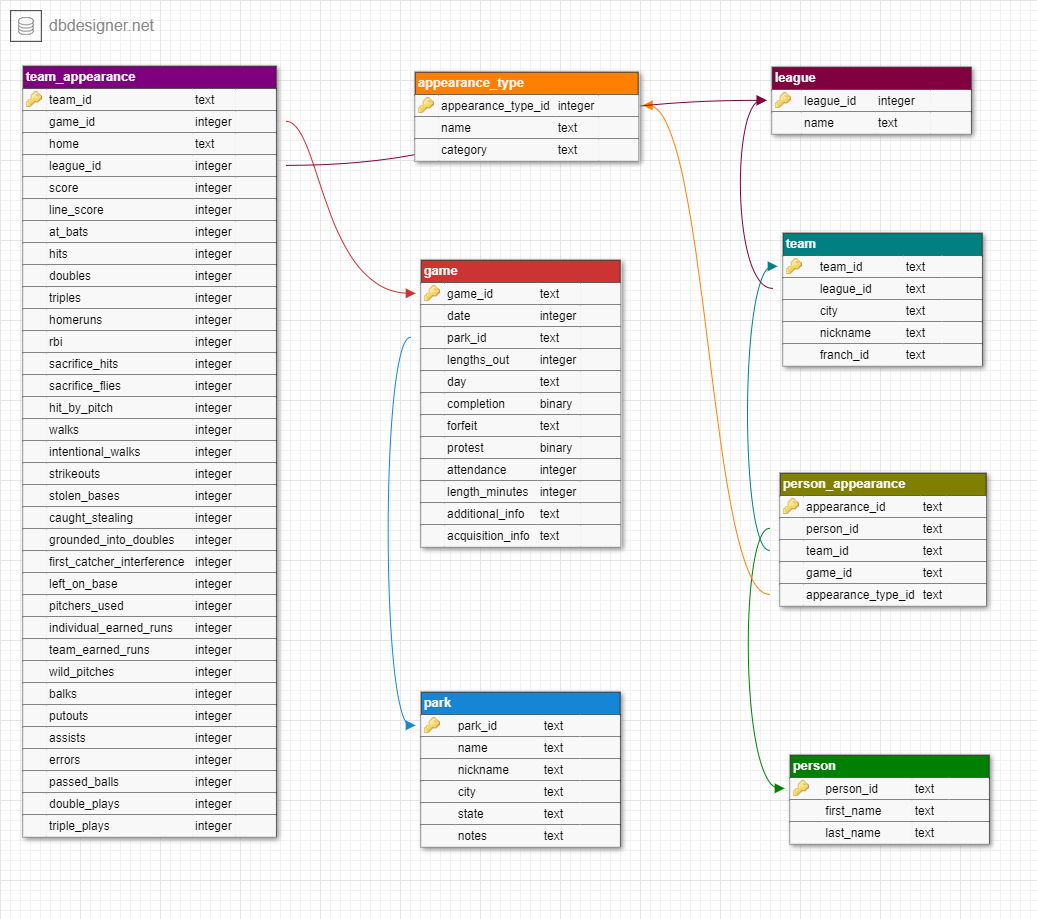 dbdesigner.net
team_appearance
team_id text
game_id integer
home text
league_id integer
score integer
line_score integer
at_bats integer
hits integer
doubles integer
triples integer
homeruns integer
rbi integer
sacrifice_hits integer
sacrifice_flies integer
hit_by_pitch integer
walks integer
intentional_walks integer
strikeouts integer
stolen_bases integer
caught_stealing integer
grounded_into_doubles integer
first_catcher_interference integer
left_on_base integer
pitchers_used integer
individual_earned_runs integer
team_earned_runs integer
wild_pitches integer
balks integer
putouts integer
assists integer
errors integer
passed_balls integer
double_plays integer
triple_plays integer
appearance_type
appearance_type_id integer
name text
category text
game
game_id text
date integer
park_id text
lengths_out integer
day text
completion binary
forfeit text
protest binary
attendance integer
length_minutes integer
additional_info text
acquisition_info text
park
park_id text
name text
nickname text
city text
state text
notes text
league
league_id integer
name text
team
team_id text
league_id text
city text
nickname text
franch_id text
person_appearance
appearance_id text
person_id text
team_id text
game_id text
appearance_type_id text
person
person_id text
first_name text
last_name text